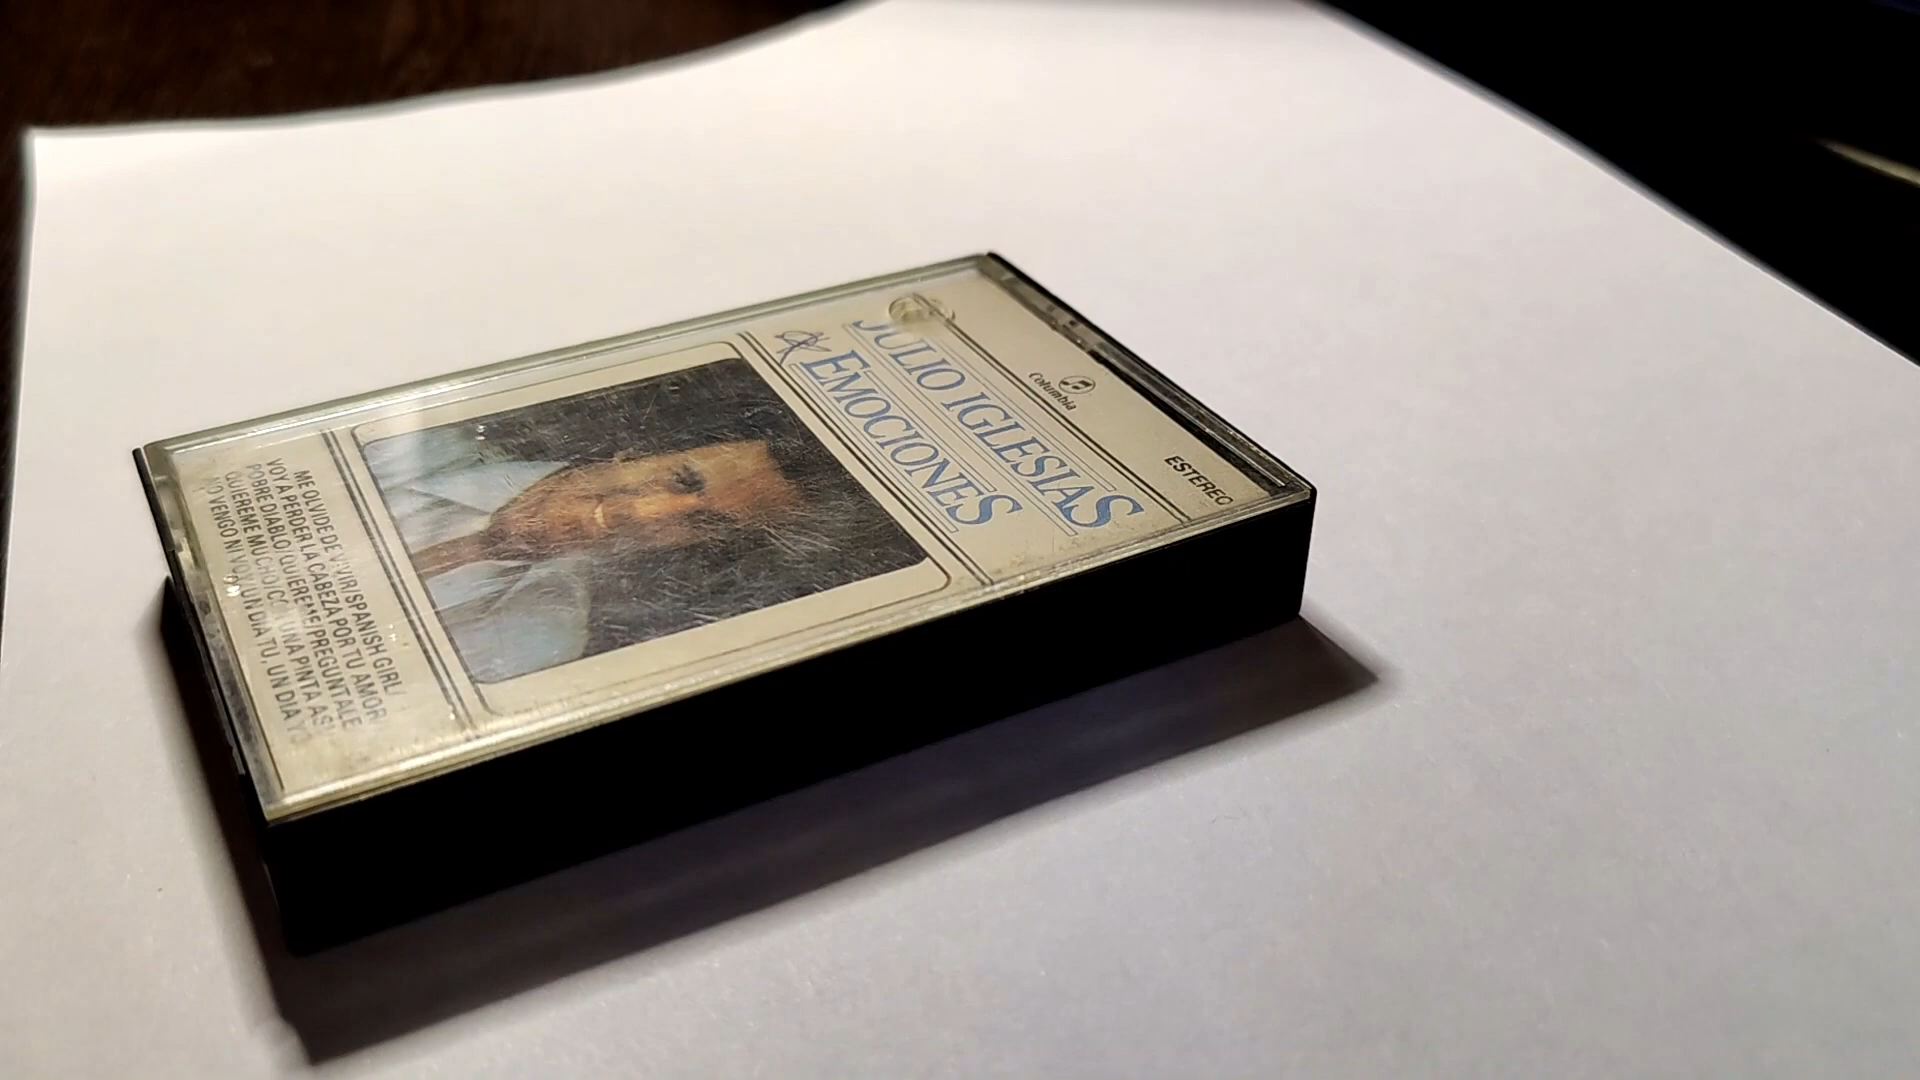 Columbia
ESTEREO
JULIO IGLESIAS
EMOCIONES
ME OLVIDE DE VIVIR/SPANISH GIRL/
VOY A PERDER LA CABEZA POR TU AMOR/
POBRE DIABLO/QUIEREME/PREGUNTALE
QUIEREME MUCHO/ UNA PINTA ASI/
NO VENGO NI VOY/UN DIA TU, UN DIA YO